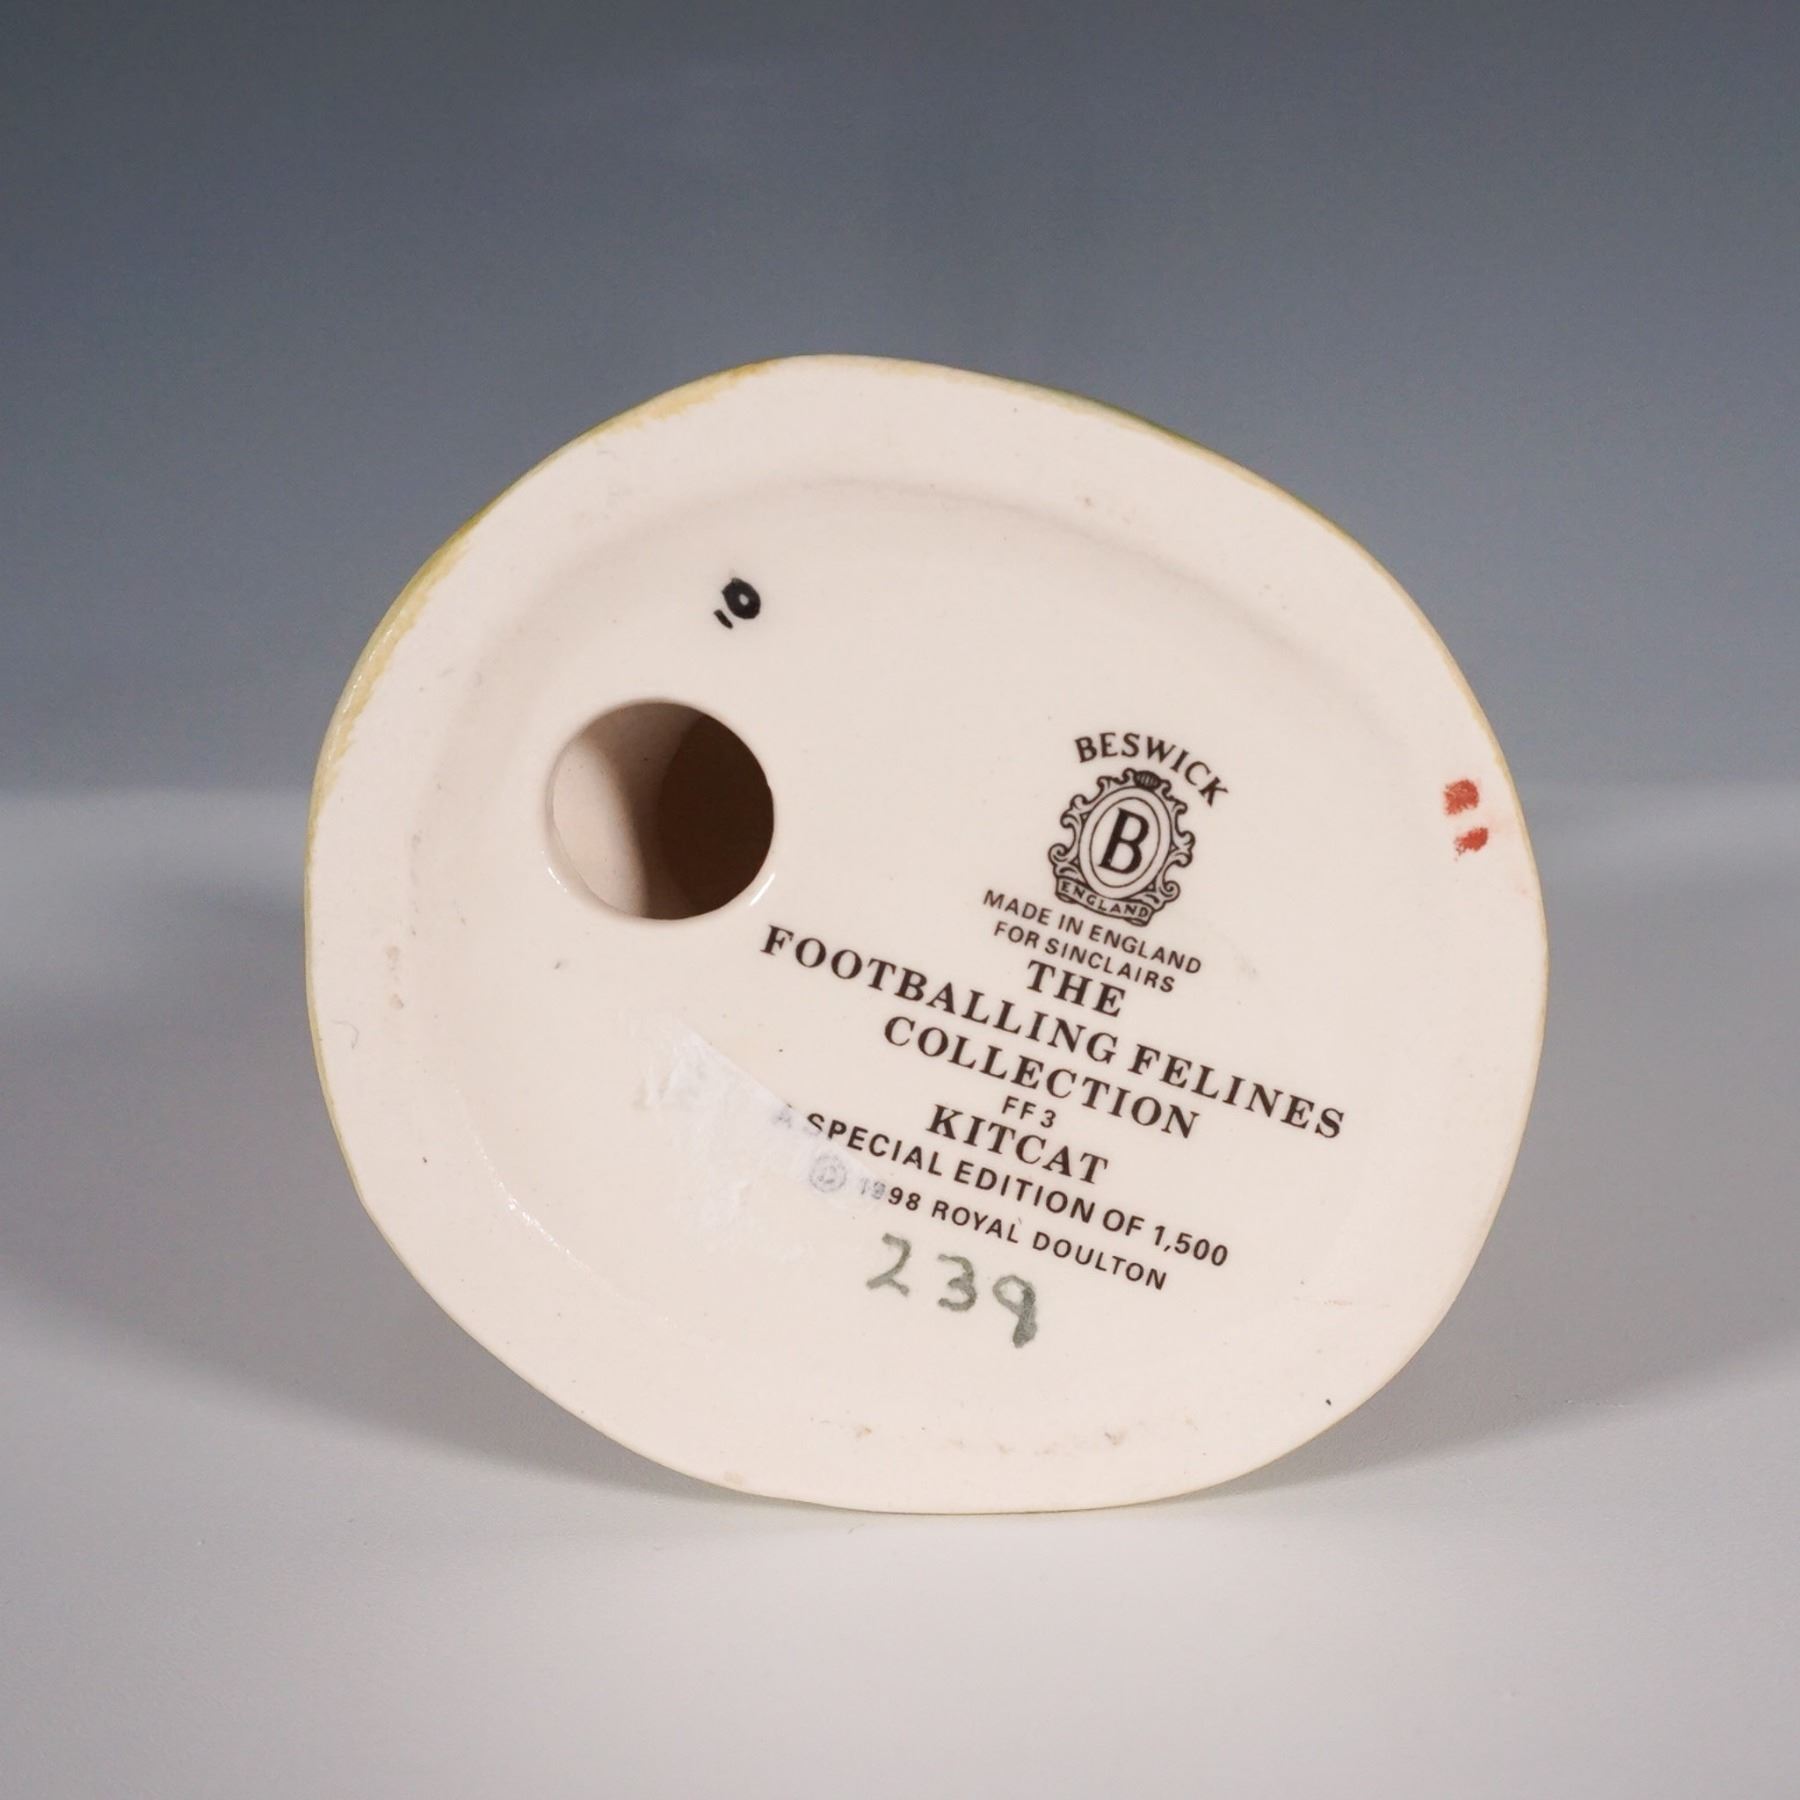 BESWICK
B
ENGLAND
MADE IN ENGLAND
FOR SINCLAIRS
THE
FOOTBALLING FELINES
COLLECTION
FF3
KITCAT
A SPECIAL EDITION OF 1,500
© 1998 ROYAL DOULTON
239